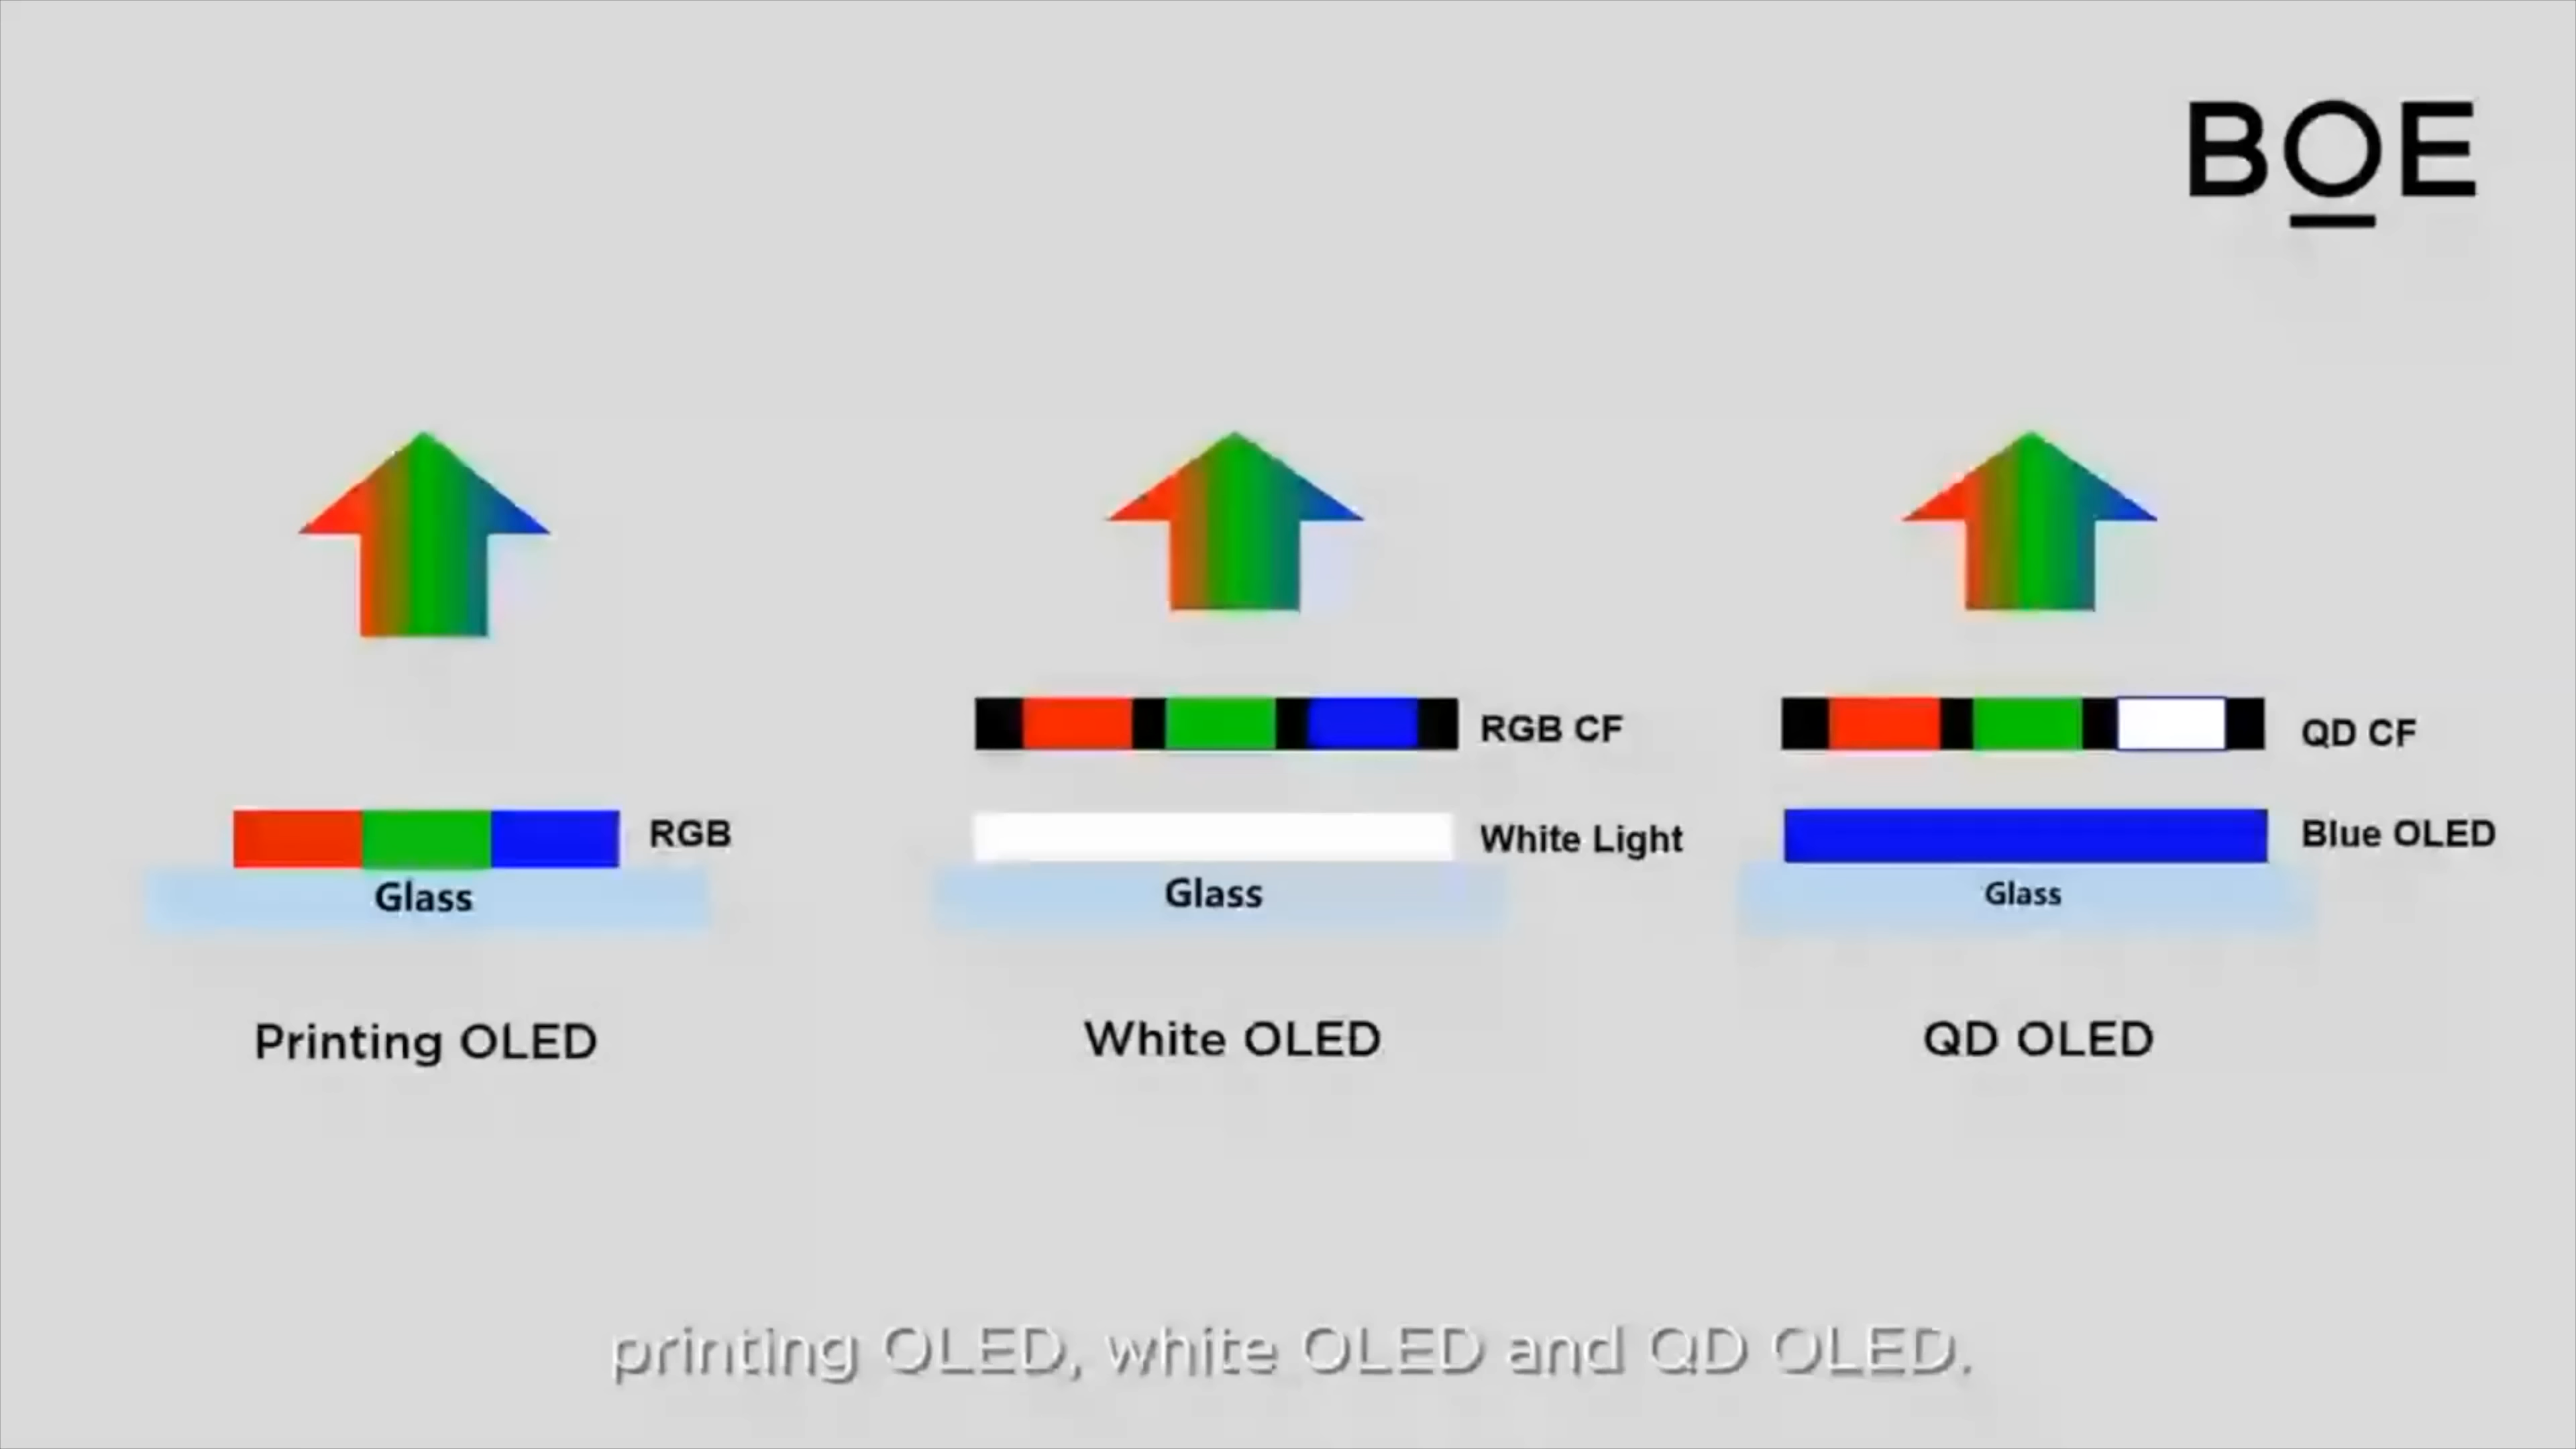 BOE
RGB CF
QD CF
RGB
White Light
Blue OLED
Glass
Glass
Glass
Printing OLED
White OLED
QD OLED
printing OLED, white OLED and QD OLED.